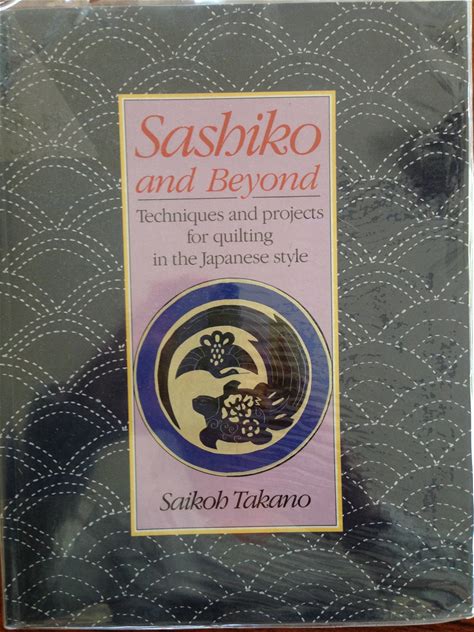 Sashiko
and Beyond
Techniques and projects
for quilting
in the Japanese style
Saikoh Takano